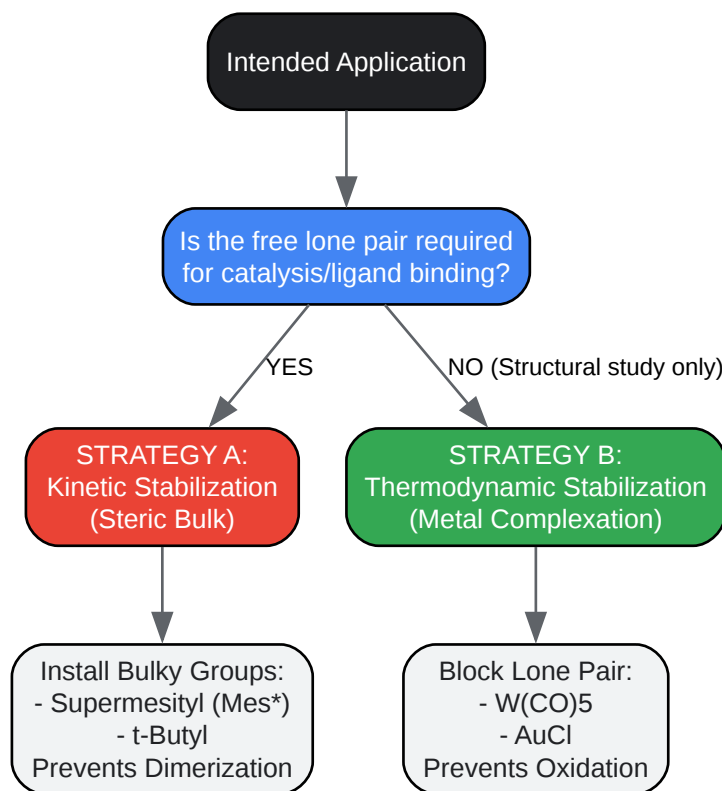 Intended Application
Is the free lone pair required
for catalysis/ligand binding?
YES
NO (Structural study only)
STRATEGY A:
Kinetic Stabilization
(Steric Bulk)
STRATEGY B:
Thermodynamic Stabilization
(Metal Complexation)
Install Bulky Groups:
- Supermesityl (Mes*)
- t-Butyl
Prevents Dimerization
Block Lone Pair:
- W(CO)5
- AuCl
Prevents Oxidation